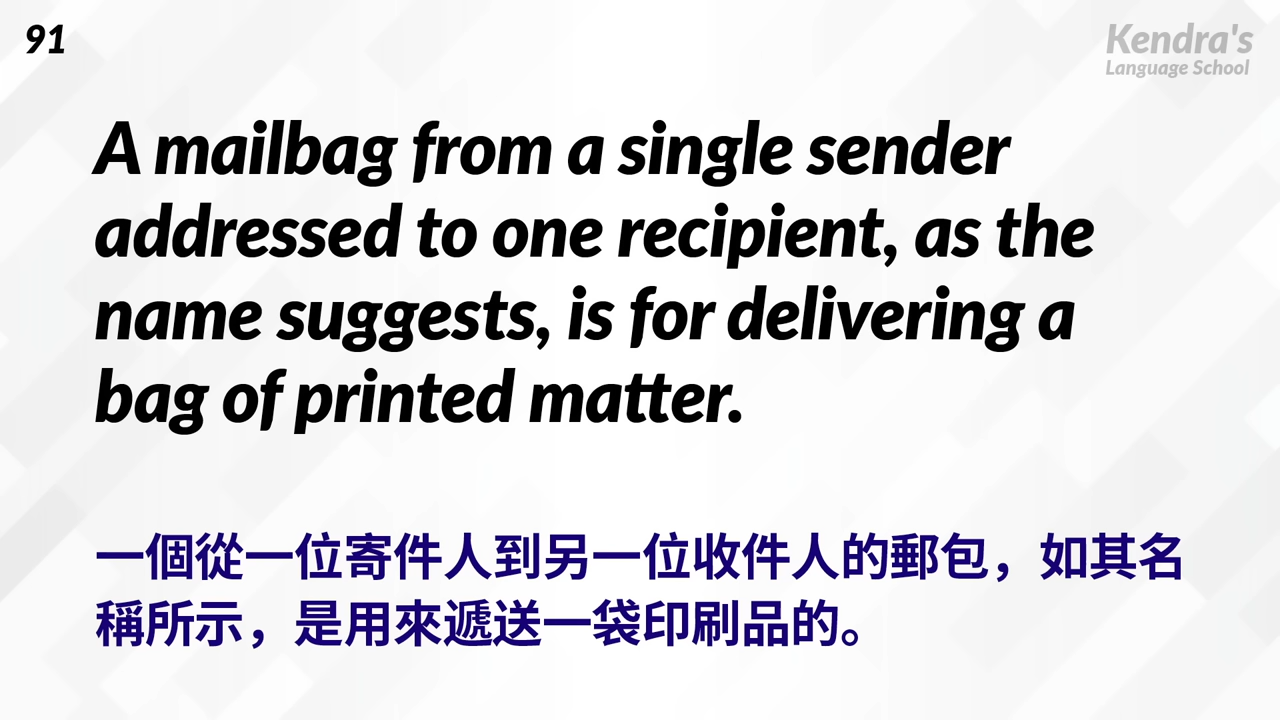 91
Kendra's
Language School
A mailbag from a single sender
addressed to one recipient, as the
name suggests, is for delivering a
bag of printed matter.
一個從一位寄件人到另一位收件人的郵包，如其名
稱所示，是用來遞送一袋印刷品的。